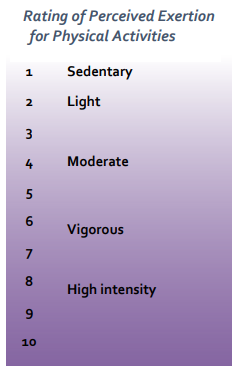 Rating of Perceived Exertion
for Physical Activities
1 Sedentary
2 Light
3
4 Moderate
5
6
Vigorous
7
8
High intensity
9
10